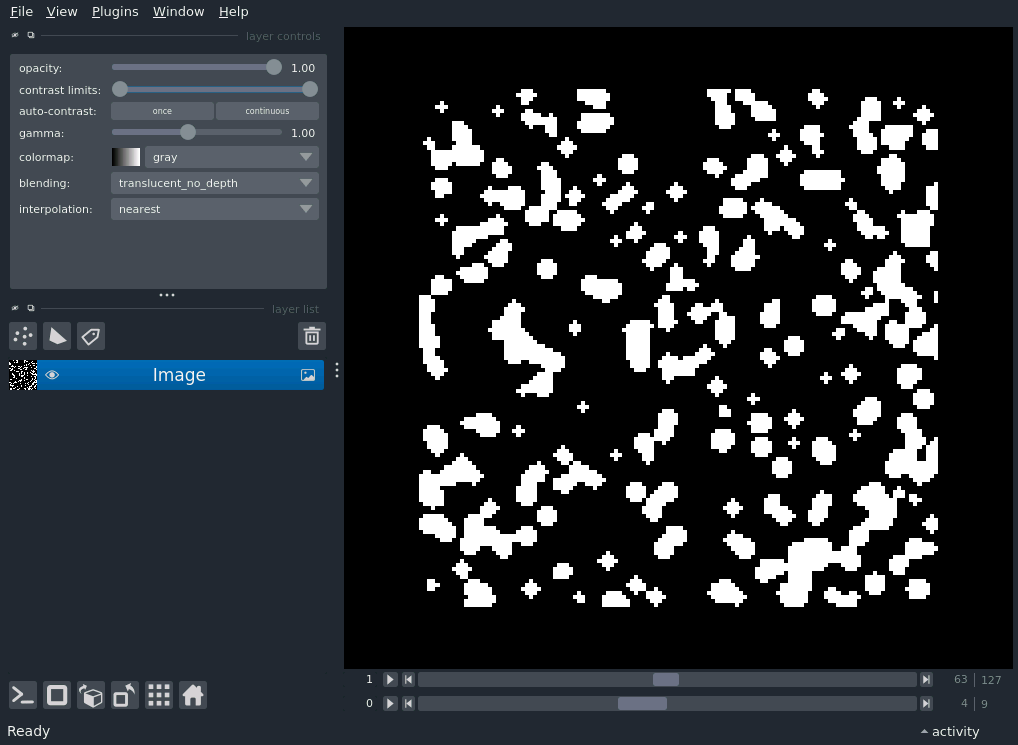 File View Plugins Window Help
layer controls
opacity: 1.00
contrast limits:
auto-contrast: once continuous
gamma: 1.00
colormap: gray
blending: translucent_no_depth
interpolation: nearest
layer list
Image
1 63 127
0 4 9
Ready activity